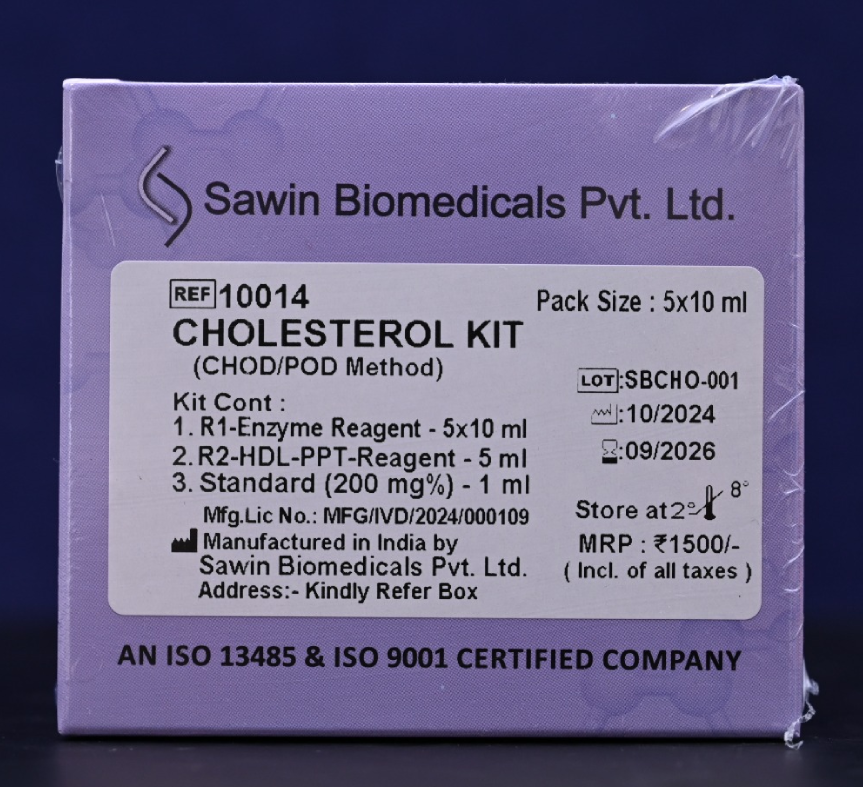 Sawin Biomedicals Pvt. Ltd.
REF 10014
Pack Size : 5x10 ml
CHOLESTEROL KIT
(CHOD/POD Method)
LOT:SBCHO-001
Kit Cont :
:10/2024
1. R1-Enzyme Reagent - 5x10 ml
:09/2026
2. R2-HDL-PPT-Reagent - 5 ml
3. Standard (200 mg%) - 1 ml
Store at 2° 8°
Mfg.Lic No.: MFG/IVD/2024/000109
Manufactured in India by
MRP : ₹1500/-
Sawin Biomedicals Pvt. Ltd.
( Incl. of all taxes )
Address:- Kindly Refer Box
AN ISO 13485 & ISO 9001 CERTIFIED COMPANY